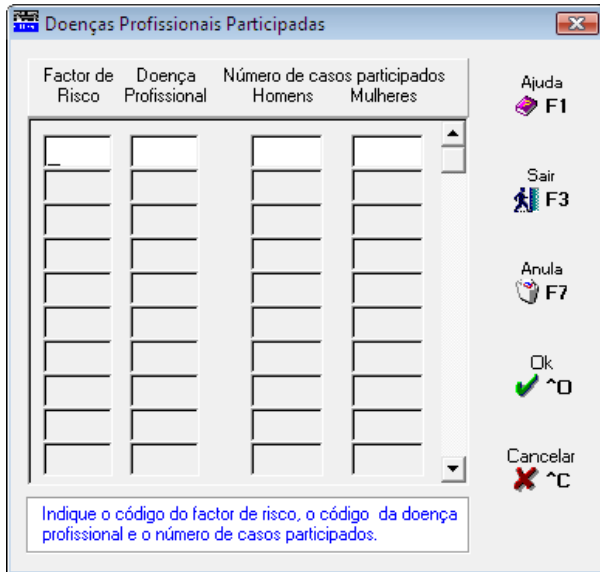 Doenças Profissionais Participadas
Factor de Risco
Doença Profissional
Número de casos participados
Homens
Mulheres
_
Ajuda
F1
Sair
F3
Anula
F7
Ok
^O
Cancelar
^C
Indique o código do factor de risco, o código da doença
profissional e o número de casos participados.